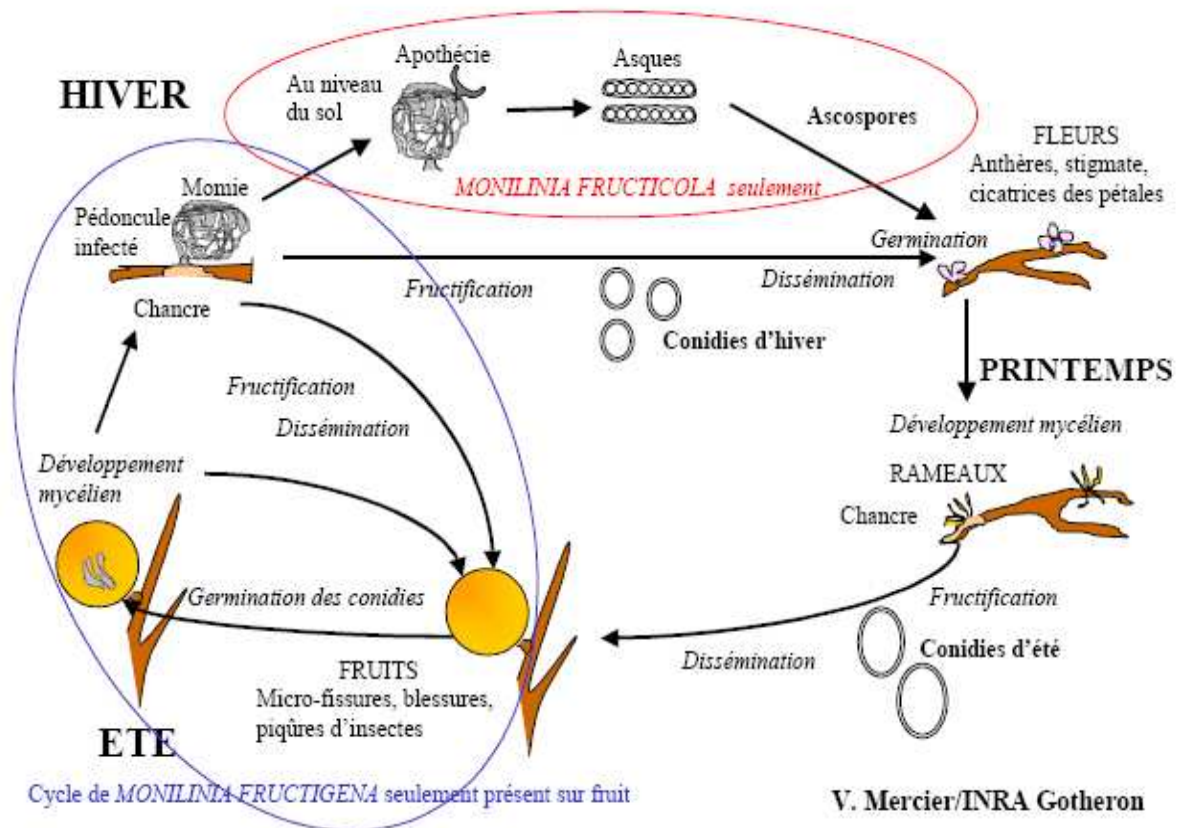 HIVER
Au niveau
du sol
Apothécie
Asques
Ascospores
MONILINIA FRUCTICOLA seulement
FLEURS
Anthères, stigmate,
cicatrices des pétales
Momie
Pédoncule
infecté
Chancre
Germination
Fructification
Dissémination
Conidies d'hiver
PRINTEMPS
Fructification
Dissémination
Développement mycélien
Développement
mycélien
RAMEAUX
Chancre
Germination des conidies
Fructification
Conidies d'été
Dissémination
FRUITS
Micro-fissures, blessures,
piqûres d'insectes
ETE
Cycle de MONILINIA FRUCTIGENA seulement présent sur fruit
V. Mercier/INRA Gotheron